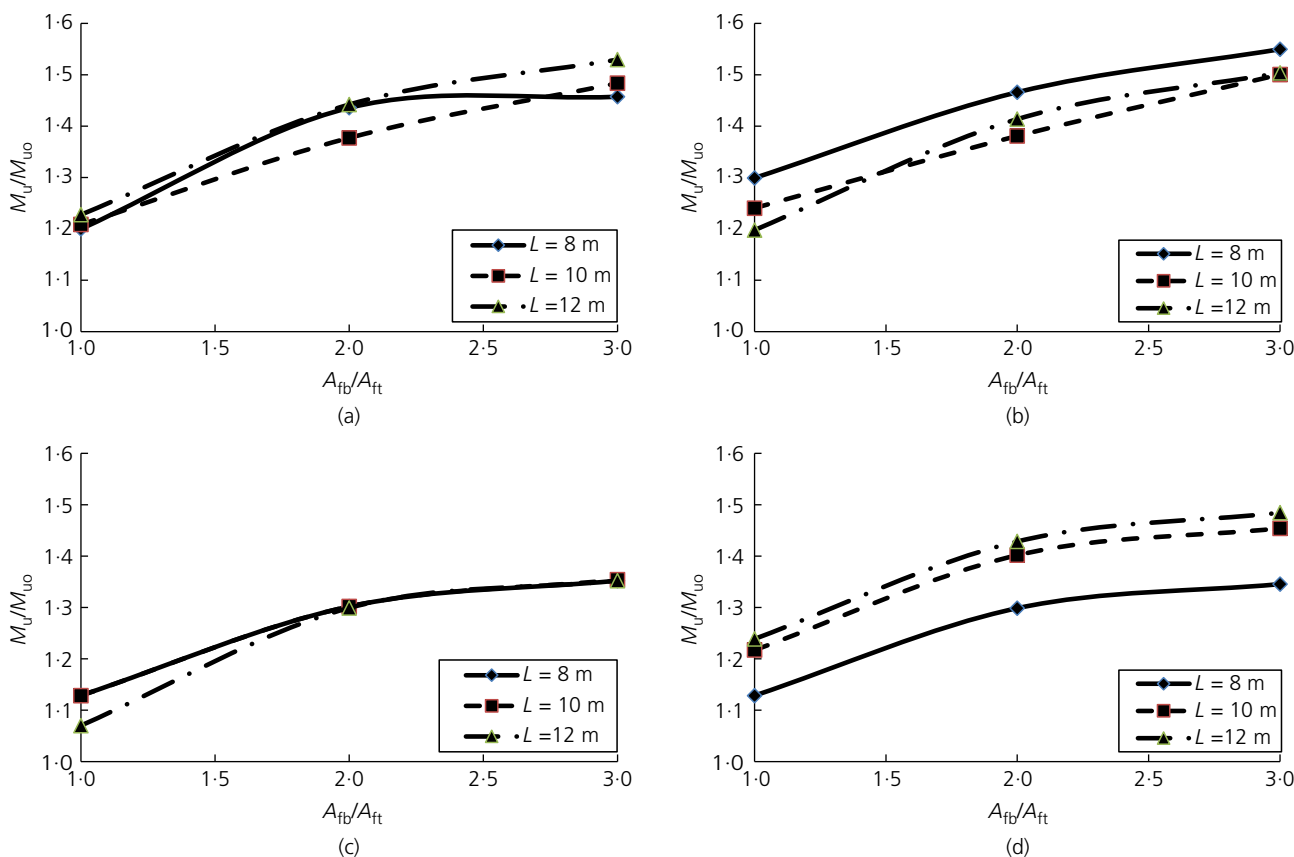 1·6
1·5
1·4
1·3
1·2
1·1
1·0
Mu/Muo
1·0 1·5 2·0 2·5 3·0
Afb/Aft
(a)
L = 8 m
L = 10 m
L =12 m
1·6
1·5
1·4
1·3
1·2
1·1
1·0
Mu/Muo
1·0 1·5 2·0 2·5 3·0
Afb/Aft
(b)
L = 8 m
L = 10 m
L =12 m
1·6
1·5
1·4
1·3
1·2
1·1
1·0
Mu/Muo
1·0 1·5 2·0 2·5 3·0
Afb/Aft
(c)
L = 8 m
L = 10 m
L =12 m
1·6
1·5
1·4
1·3
1·2
1·1
1·0
Mu/Muo
1·0 1·5 2·0 2·5 3·0
Afb/Aft
(d)
L = 8 m
L = 10 m
L =12 m